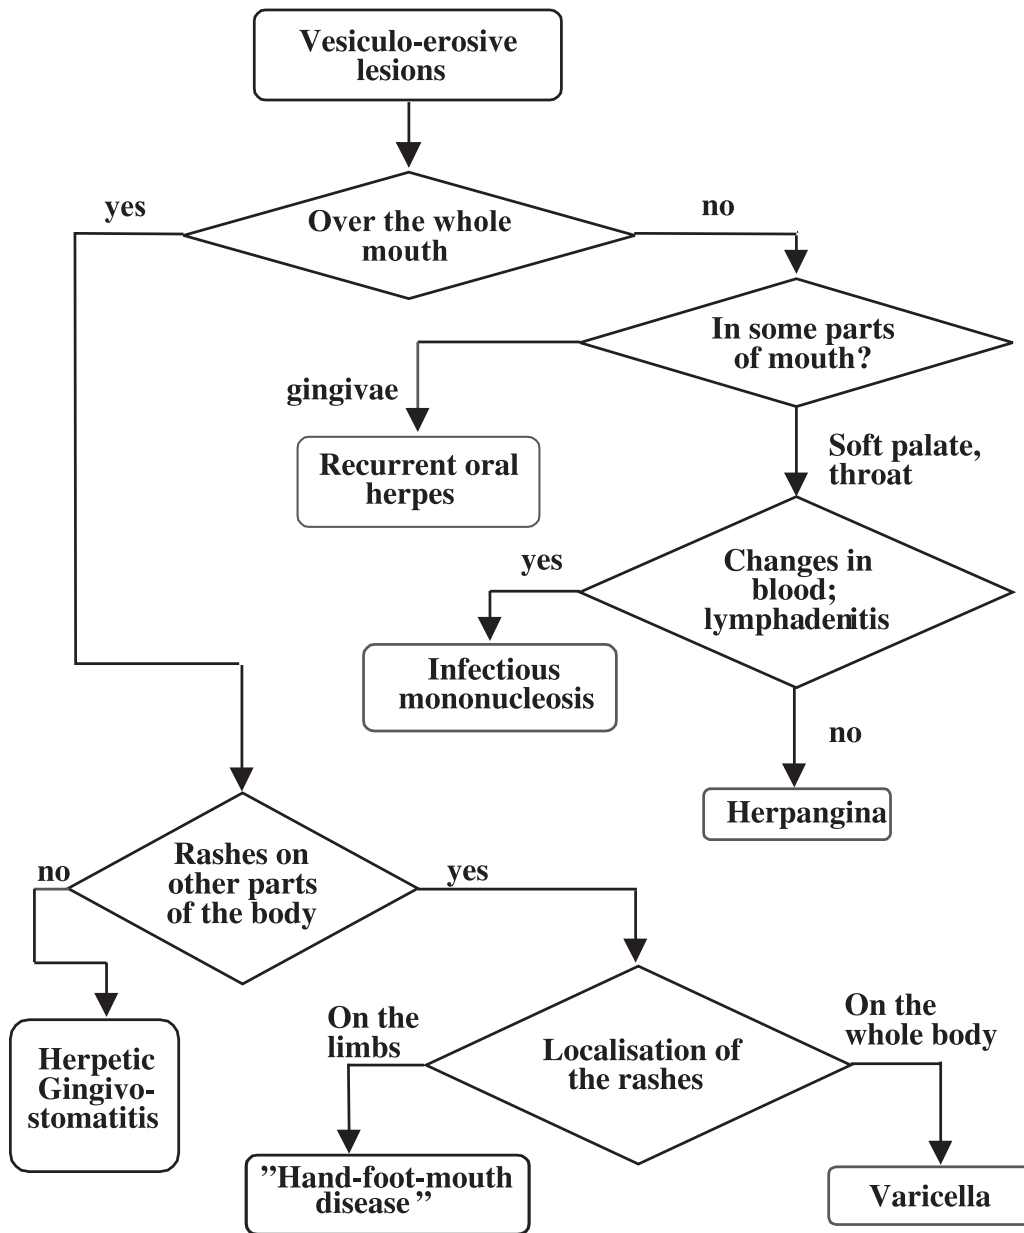 Vesiculo-erosive
lesions
yes
Over the whole
mouth
no
In some parts
of mouth?
gingivae
Recurrent oral
herpes
Soft palate,
throat
yes
Changes in
blood;
lymphadenitis
Infectious
mononucleosis
no
Herpangina
no
Rashes on
other parts
of the body
yes
On the
limbs
Localisation of
the rashes
On the
whole body
Herpetic
Gingivo-
stomatitis
”Hand-foot-mouth
disease”
Varicella